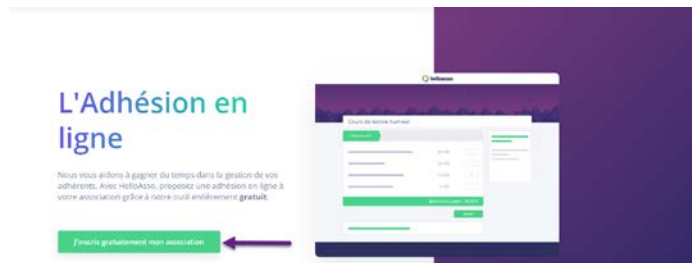 L'Adhésion en
ligne
Nous vous aidons à gagner du temps dans la gestion de vos
adhérents. Avec HelloAsso, proposez une adhésion en ligne à
votre association grâce à notre outil entièrement gratuit.
J'inscris gratuitement mon association
helloasso
Cours de bonne humeur